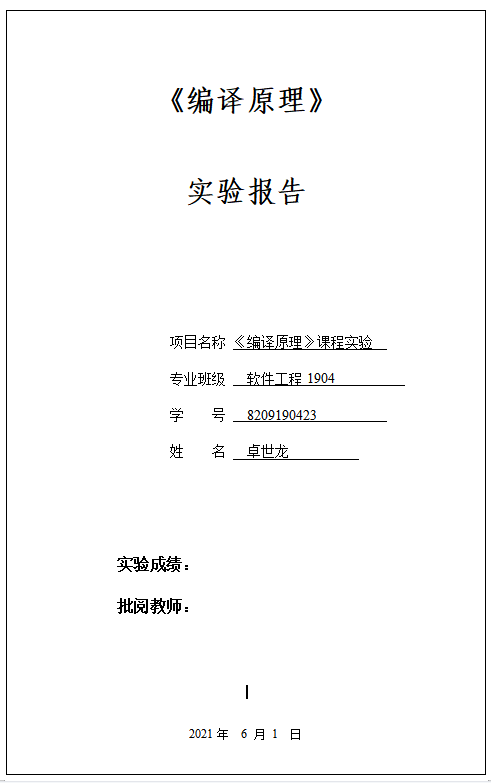 《编译原理》
实验报告
项目名称 《编译原理》课程实验
专业班级 软件工程 1904
学 号 8209190423
姓 名 卓世龙
实验成绩：
批阅教师：
2021 年 6 月 1 日